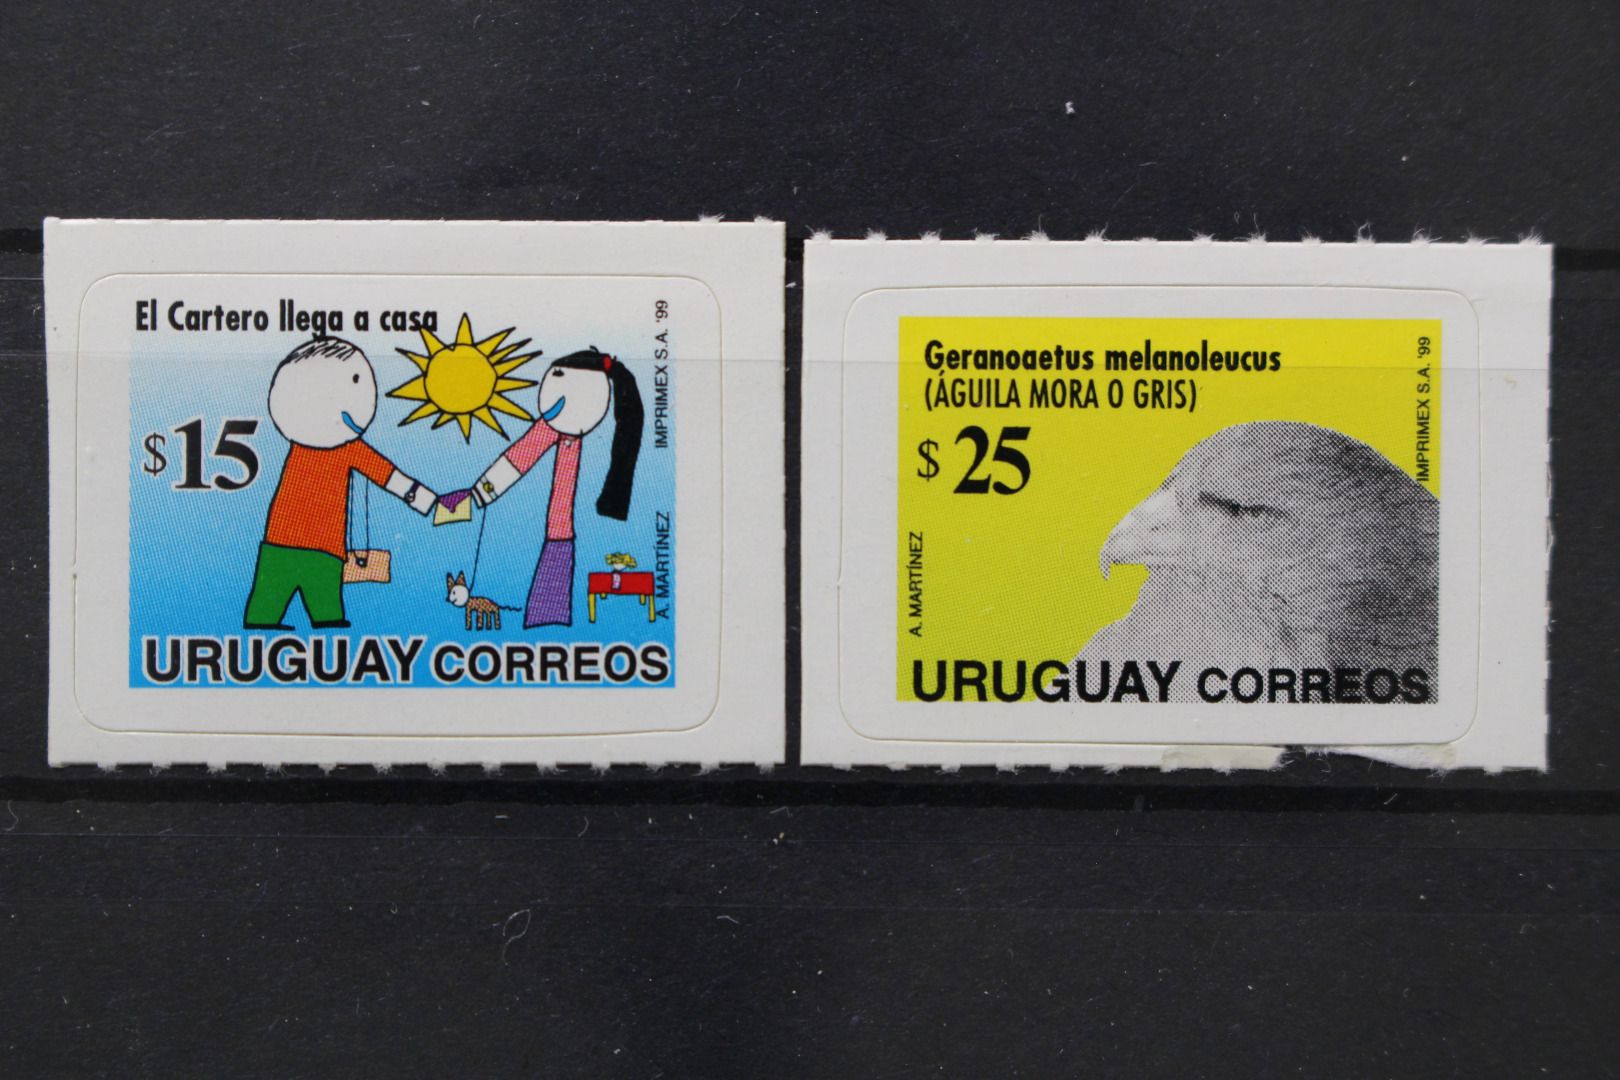 El Cartero llega a casa
$15
IMPRIMEX S.A. '99
A. MARTÍNEZ
URUGUAY CORREOS
Geranoaetus melanoleucus
(ÁGUILA MORA O GRIS)
$ 25
IMPRIMEX S.A. '99
A. MARTÍNEZ
URUGUAY CORREOS